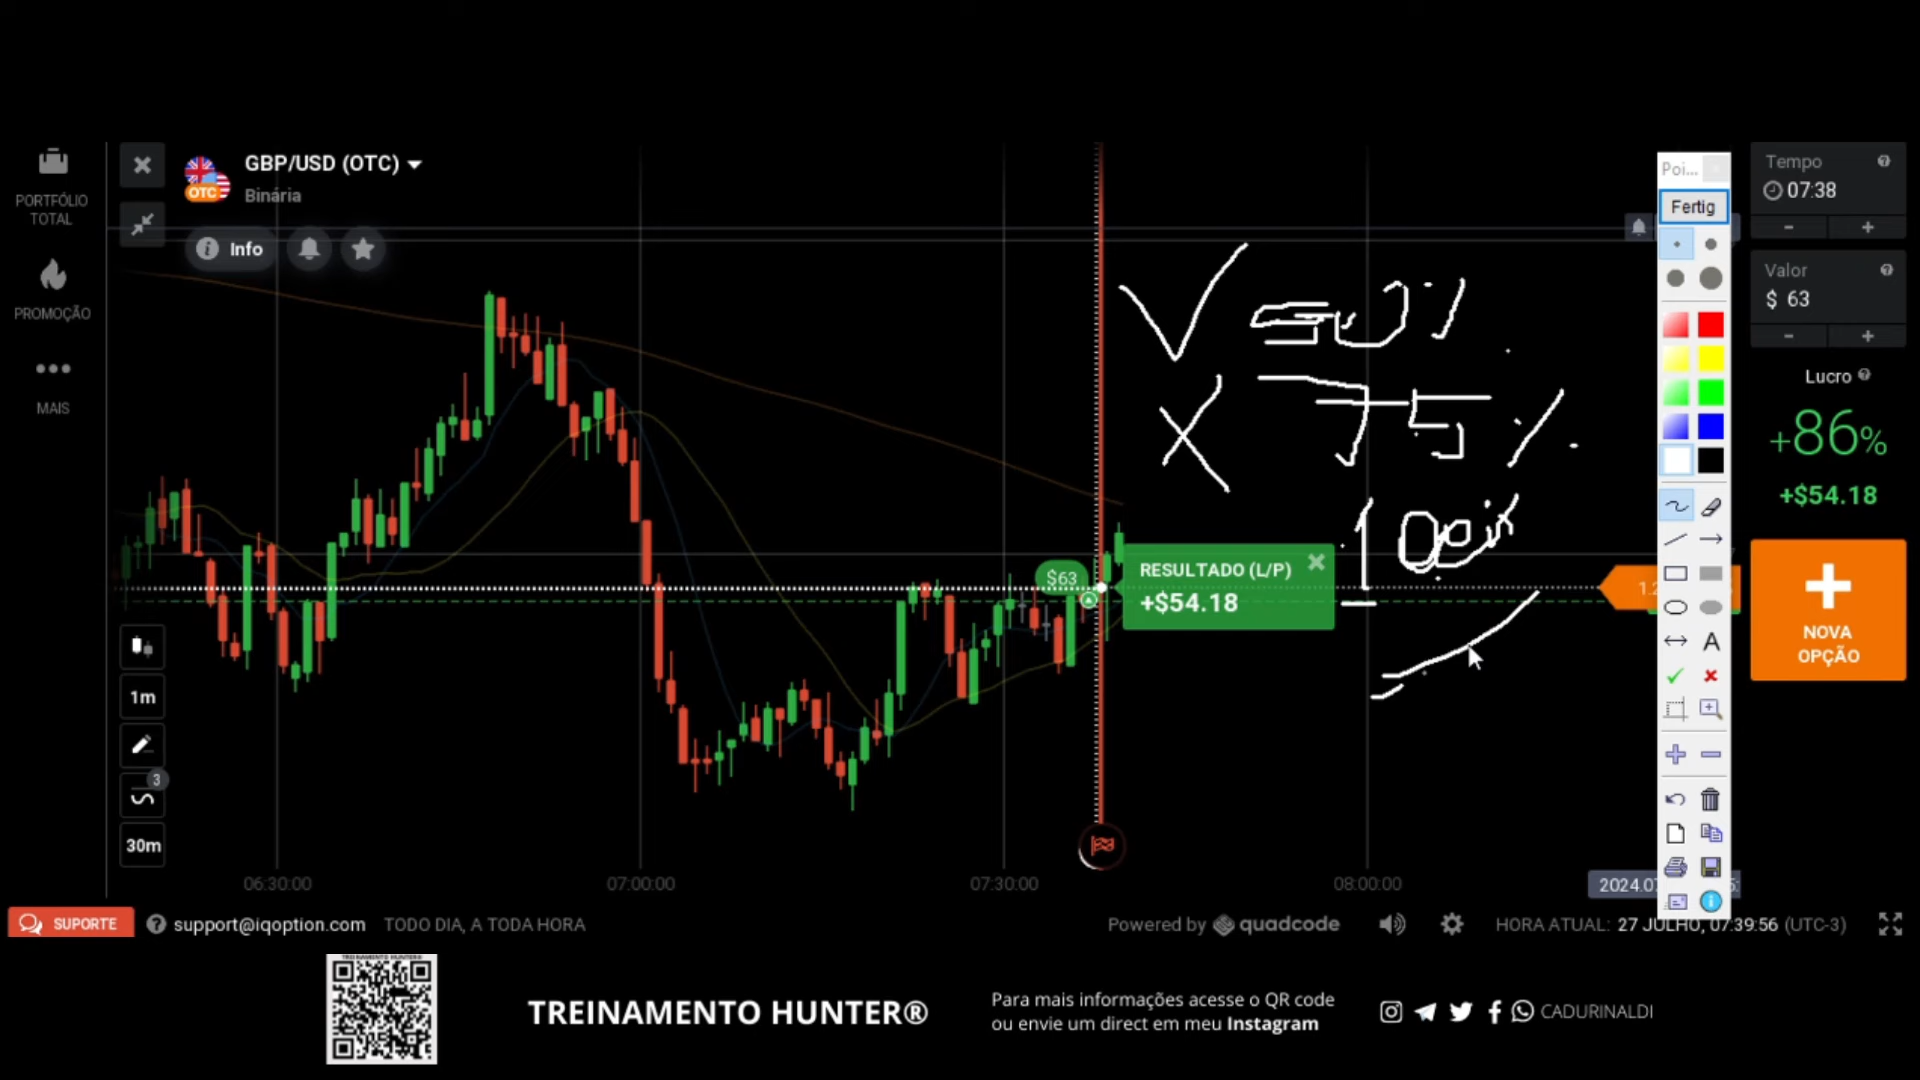 PORTFÓLIO
TOTAL
PROMOÇÃO
MAIS
GBP/USD (OTC)
OTC
Binária
Info
1m
3
30m
$63
RESULTADO (L/P)
+$54.18
X 75%
06:30:00
07:00:00
07:30:00
08:00:00
Poi...
Fertig
A
Tempo
07:38
Valor
$ 63
Lucro
+86%
+$54.18
NOVA
OPÇÃO
SUPORTE
support@iqoption.com
TODO DIA, A TODA HORA
Powered by quadcode
HORA ATUAL: 27 JULHO, 07:39:56 (UTC-3)
TREINAMENTO HUNTER®
Para mais informações acesse o QR code
ou envie um direct em meu Instagram
CADURINALDI